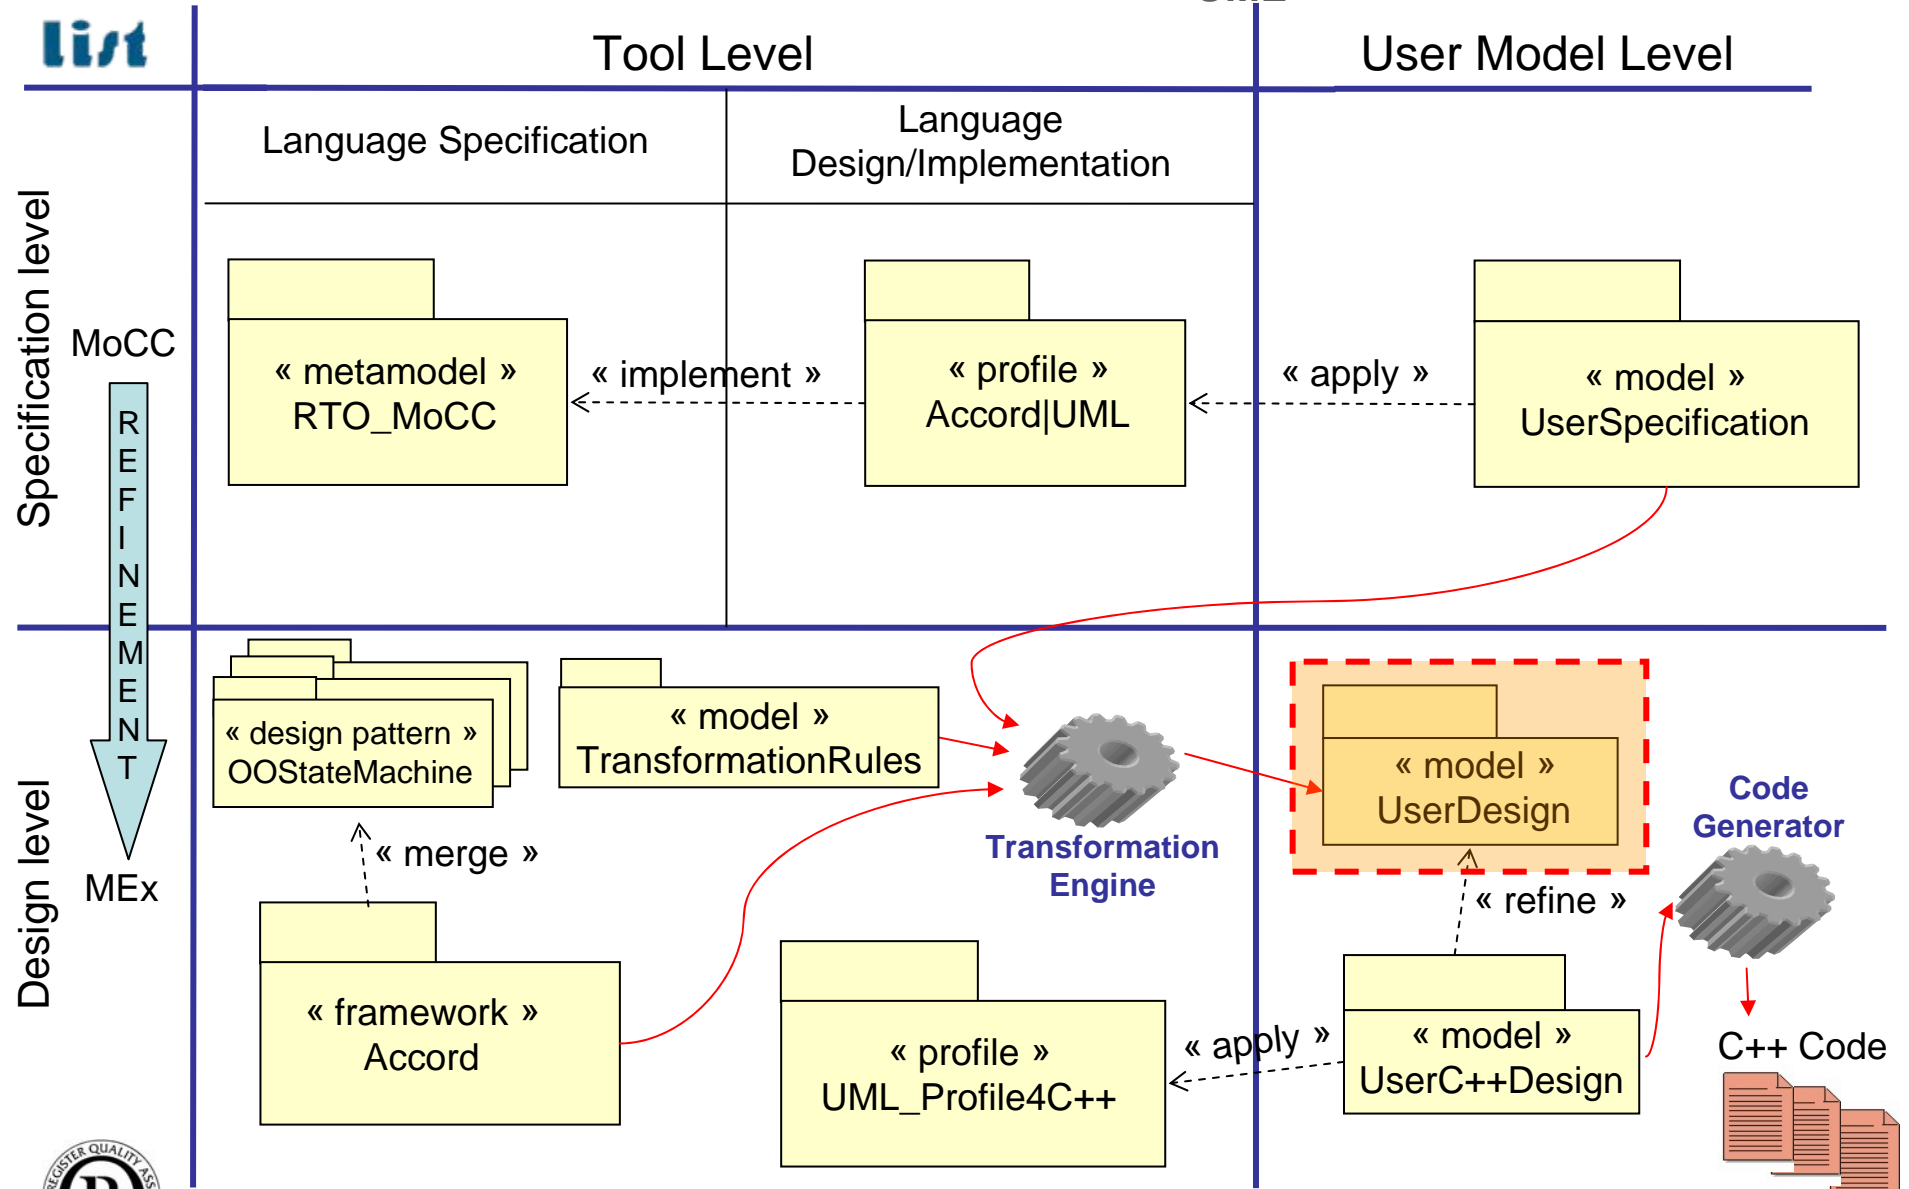 list
Tool Level
User Model Level
Language Specification
Language
Design/Implementation
Specification level
MoCC
REFINEMENT
MEx
Design level
« metamodel »
RTO_MoCC
« implement »
« profile »
Accord|UML
« apply »
« model »
UserSpecification
« design pattern »
OOStateMachine
« model »
TransformationRules
Transformation
Engine
« model »
UserDesign
Code
Generator
« merge »
« refine »
« framework »
Accord
« profile »
UML_Profile4C++
« apply »
« model »
UserC++Design
C++ Code